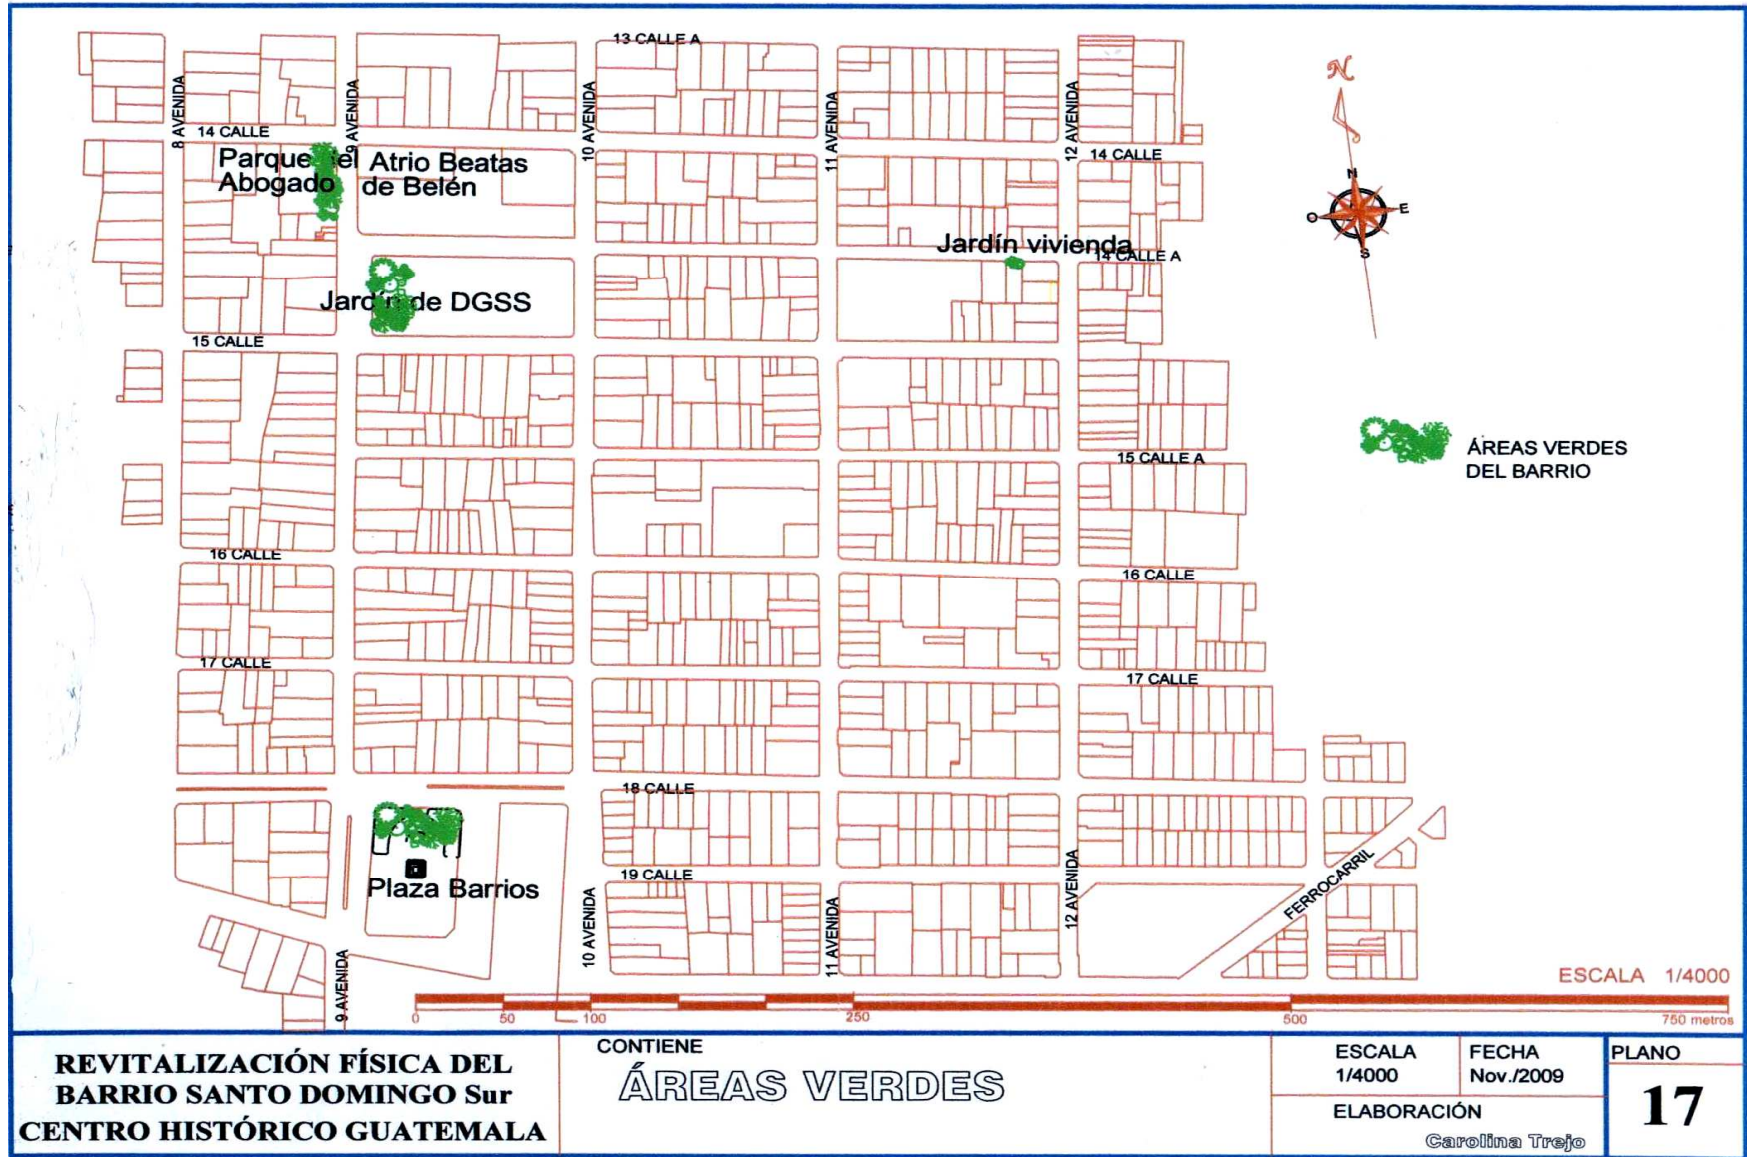 13 CALLE A
8 AVENIDA
9 AVENIDA
10 AVENIDA
11 AVENIDA
12 AVENIDA
14 CALLE
14 CALLE
Parque del
Abogado
Atrio Beatas
de Belén
Jardín vivienda
14 CALLE A
Jardín de DGSS
15 CALLE
15 CALLE A
16 CALLE
16 CALLE
17 CALLE
17 CALLE
18 CALLE
19 CALLE
Plaza Barrios
9 AVENIDA
10 AVENIDA
11 AVENIDA
12 AVENIDA
FERROCARRIL
N
N
O
E
S
ÁREAS VERDES
DEL BARRIO
ESCALA 1/4000
0 50 100 250 500 750 metros
REVITALIZACIÓN FÍSICA DEL
BARRIO SANTO DOMINGO Sur
CENTRO HISTÓRICO GUATEMALA
CONTIENE
ÁREAS VERDES
ESCALA
1/4000
FECHA
Nov./2009
ELABORACIÓN
Carolina Trejo
PLANO
17